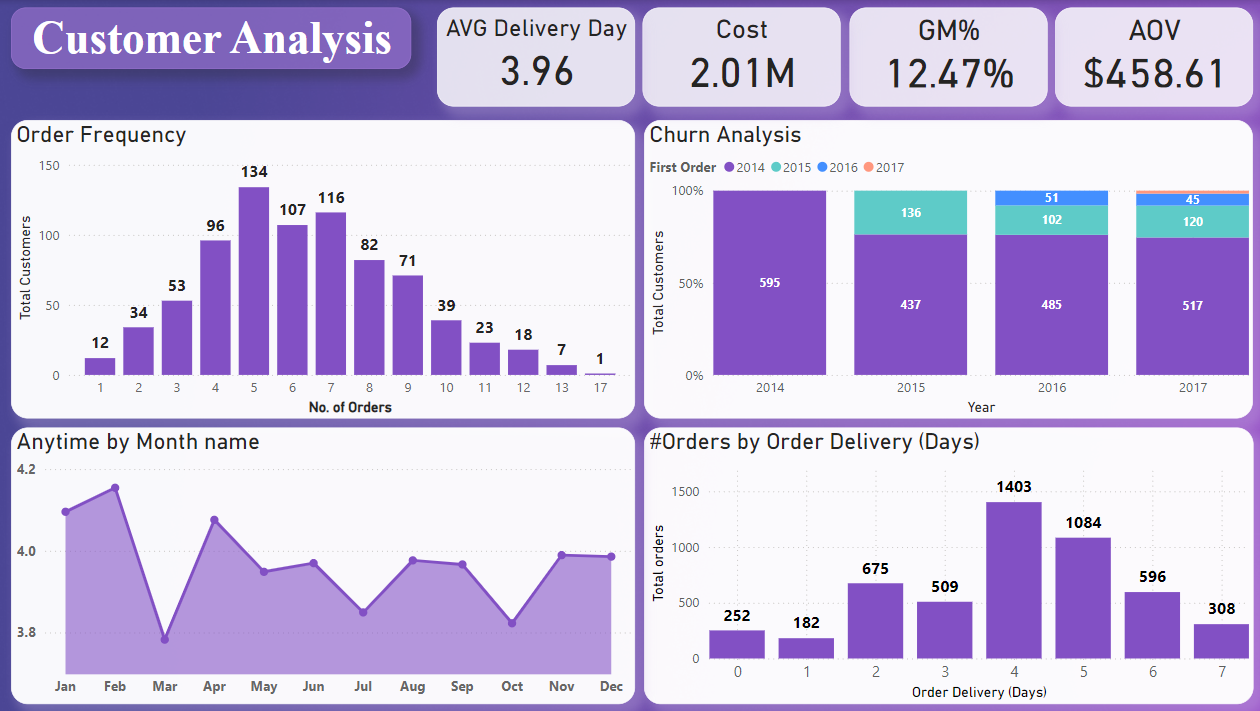 Customer Analysis
AVG Delivery Day
3.96
Cost
2.01M
GM%
12.47%
AOV
$458.61
Order Frequency
150
100
50
0
Total Customers
12
34
53
96
134
107
116
82
71
39
23
18
7
1
1 2 3 4 5 6 7 8 9 10 11 12 13 17
No. of Orders
Churn Analysis
First Order 2014 2015 2016 2017
100%
50%
0%
Total Customers
595
136
437
51
102
485
45
120
517
2014 2015 2016 2017
Year
Anytime by Month name
4.2
4.0
3.8
Jan Feb Mar Apr May Jun Jul Aug Sep Oct Nov Dec
#Orders by Order Delivery (Days)
1500
1000
500
0
Total orders
252
182
675
509
1403
1084
596
308
0 1 2 3 4 5 6 7
Order Delivery (Days)